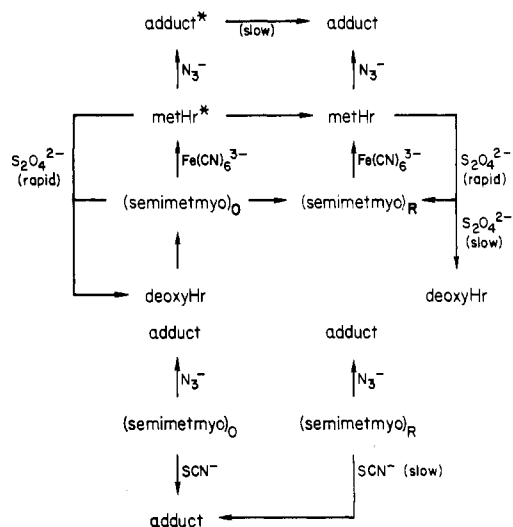 adduct* (slow) adduct
N₃⁻ N₃⁻
metHr* metHr
S₂O₄²⁻ (rapid) Fe(CN)₆³⁻ Fe(CN)₆³⁻ S₂O₄²⁻ (rapid)
(semimetmyo)O (semimetmyo)R
S₂O₄²⁻ (slow)
deoxyHr deoxyHr
adduct adduct
N₃⁻ N₃⁻
(semimetmyo)O (semimetmyo)R
SCN⁻ SCN⁻ (slow)
adduct